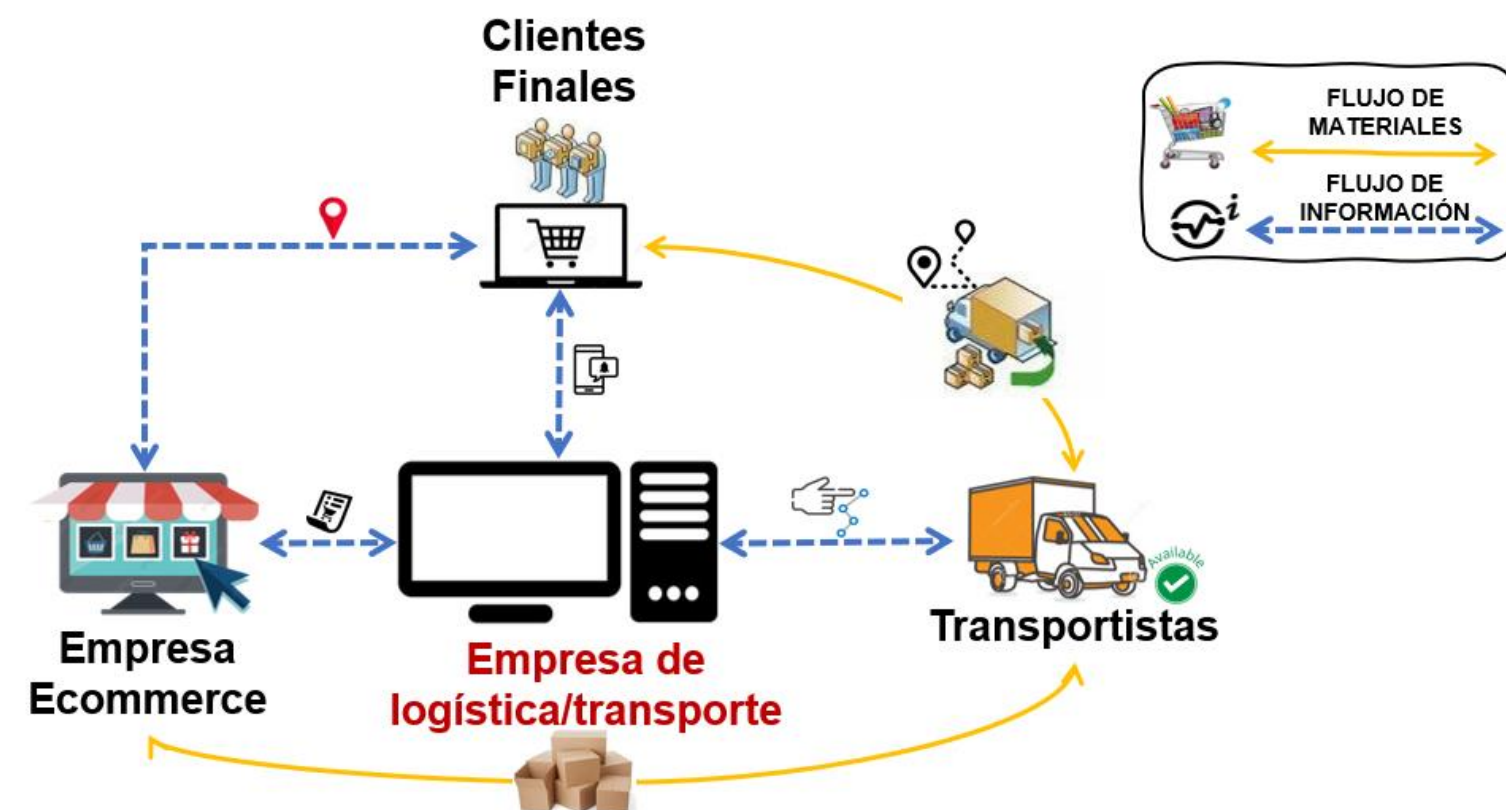 Clientes
Finales
FLUJO DE
MATERIALES
FLUJO DE
INFORMACIÓN
i
Available
Empresa
Ecommerce
Empresa de
logística/transporte
Transportistas